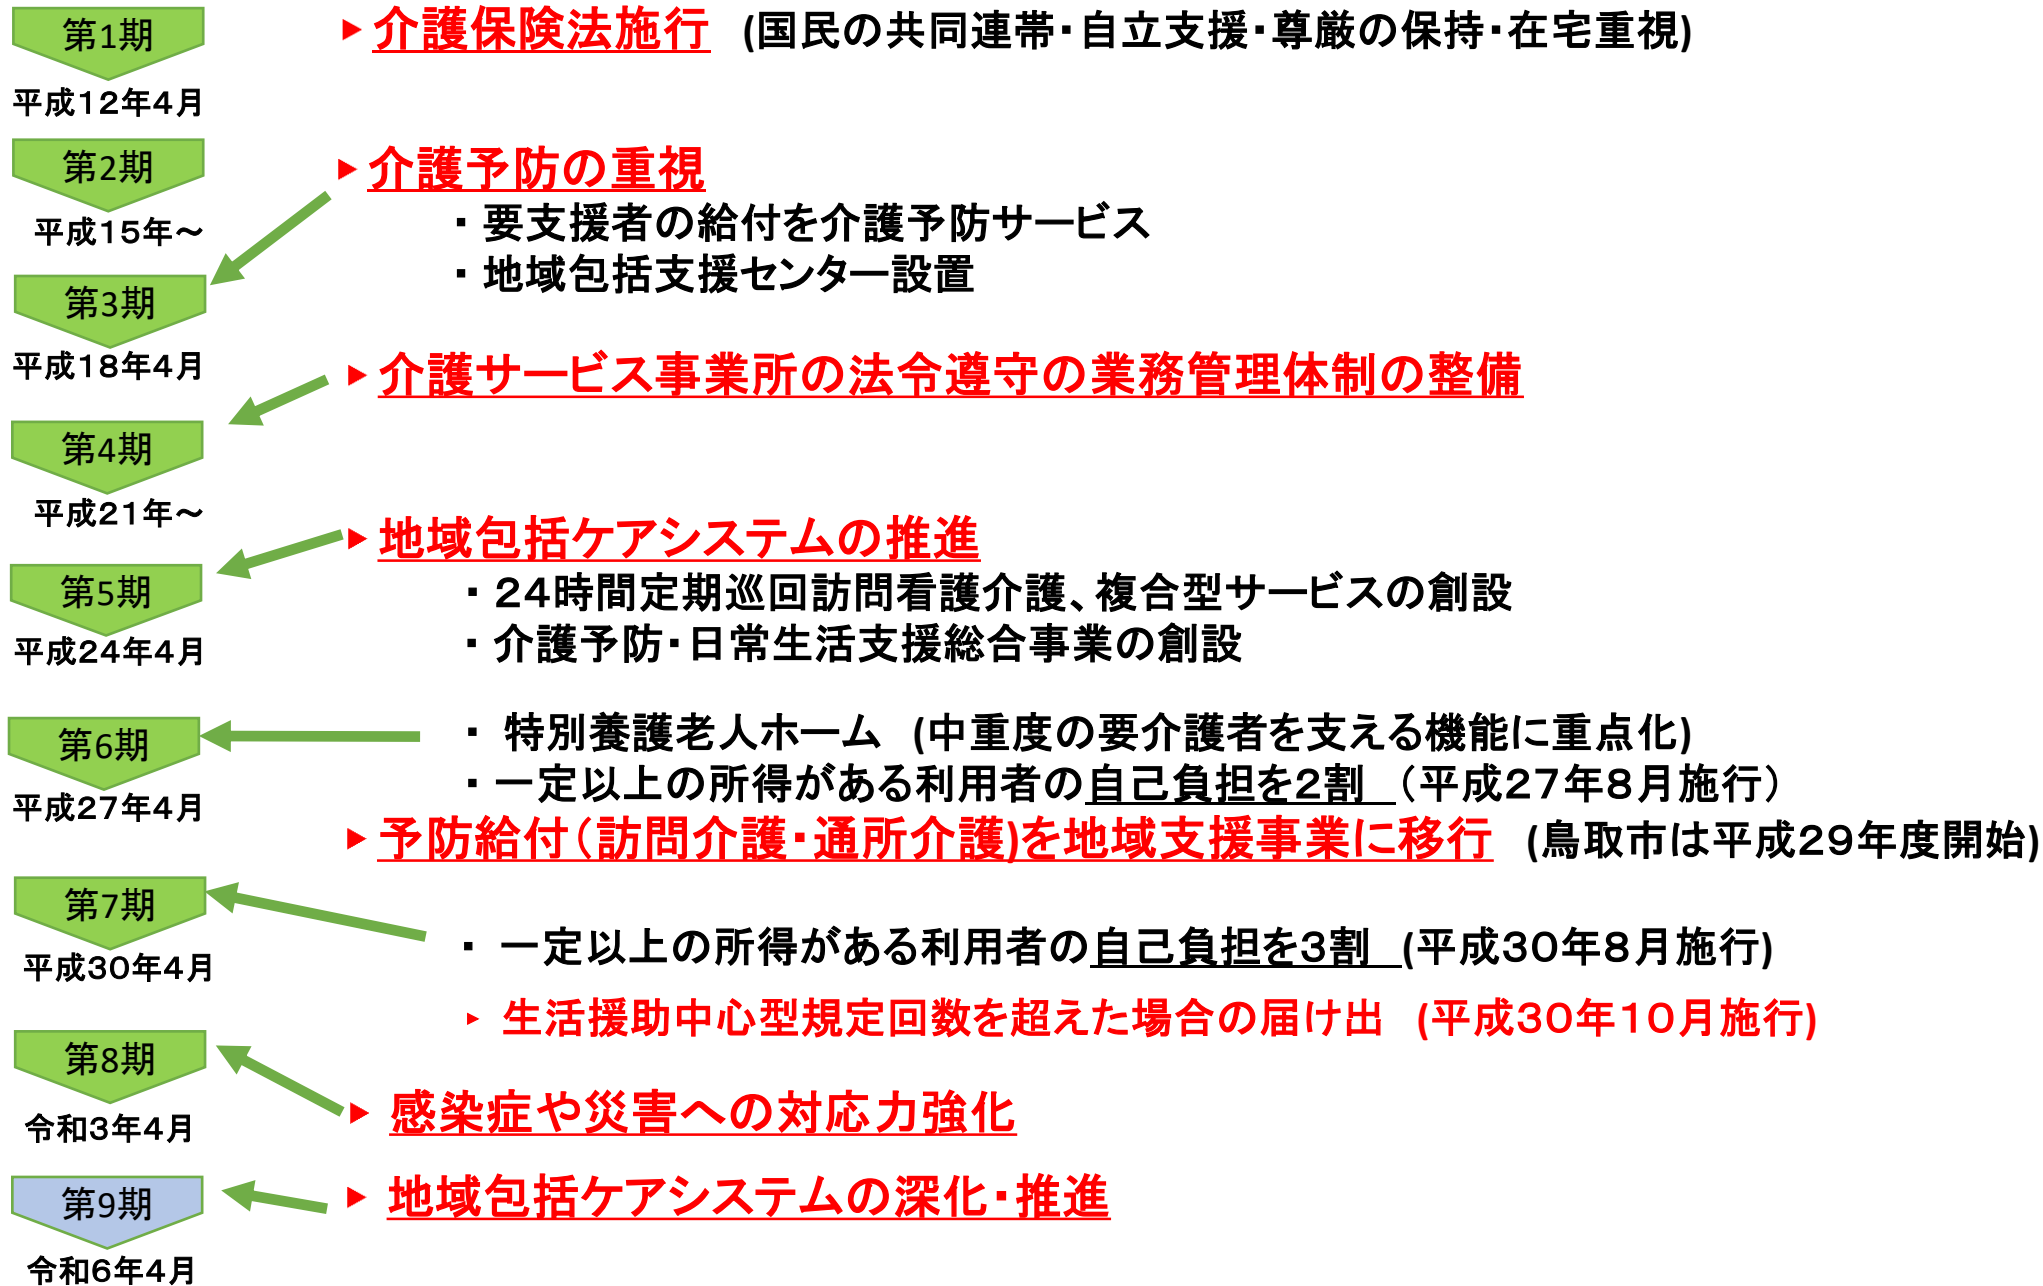 第1期
▶介護保険法施行 (国民の共同連帯・自立支援・尊厳の保持・在宅重視)
平成12年4月
第2期
▶介護予防の重視
平成15年～
・要支援者の給付を介護予防サービス
・地域包括支援センター設置
第3期
平成18年4月
▶介護サービス事業所の法令遵守の業務管理体制の整備
第4期
平成21年～
▶地域包括ケアシステムの推進
第5期
・24時間定期巡回訪問看護介護、複合型サービスの創設
平成24年4月
・介護予防・日常生活支援総合事業の創設
第6期
・ 特別養護老人ホーム (中重度の要介護者を支える機能に重点化)
・一定以上の所得がある利用者の自己負担を2割 （平成27年8月施行）
平成27年4月
▶予防給付（訪問介護・通所介護)を地域支援事業に移行 (鳥取市は平成29年度開始)
第7期
・ 一定以上の所得がある利用者の自己負担を3割 (平成30年8月施行)
平成30年4月
▶ 生活援助中心型規定回数を超えた場合の届け出 (平成30年10月施行)
第8期
▶ 感染症や災害への対応力強化
令和3年4月
第9期
▶ 地域包括ケアシステムの深化・推進
令和6年4月